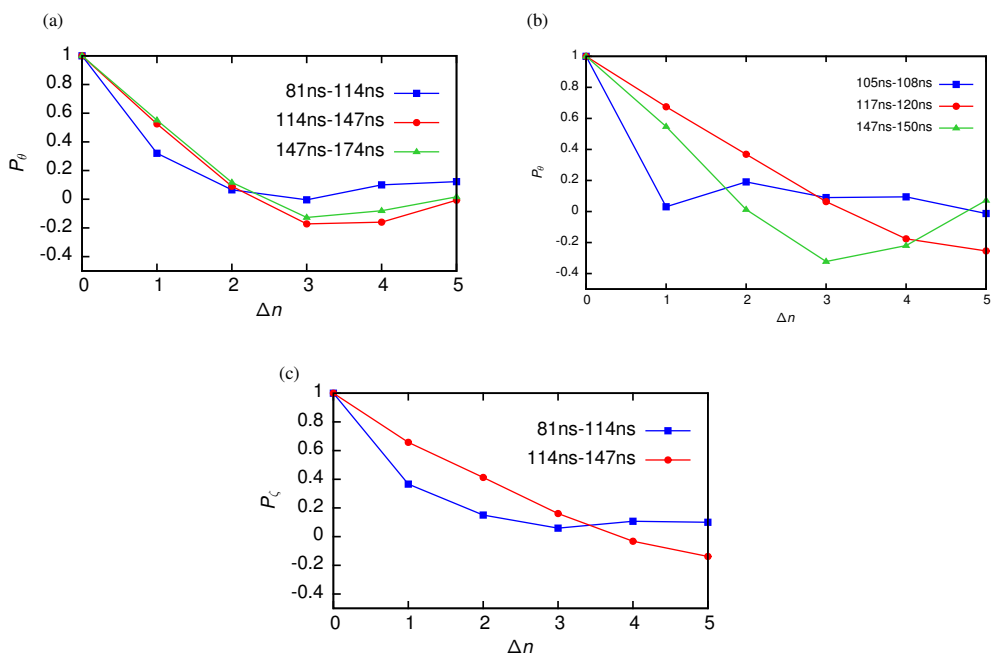 (a)
1
0.8
0.6
0.4
0.2
0
-0.2
-0.4
P_θ
81ns-114ns
114ns-147ns
147ns-174ns
0 1 2 3 4 5
Δn
(b)
1
0.8
0.6
0.4
0.2
0
-0.2
-0.4
P_θ
105ns-108ns
117ns-120ns
147ns-150ns
0 1 2 3 4 5
Δn
(c)
1
0.8
0.6
0.4
0.2
0
-0.2
-0.4
P_ζ
81ns-114ns
114ns-147ns
0 1 2 3 4 5
Δn